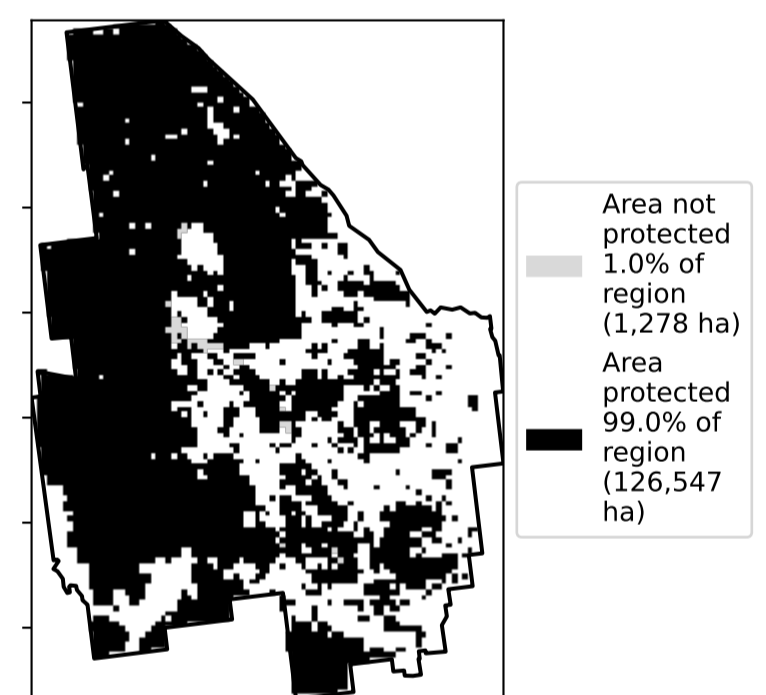 Area not
protected
1.0% of
region
(1,278 ha)
Area
protected
99.0% of
region
(126,547
ha)